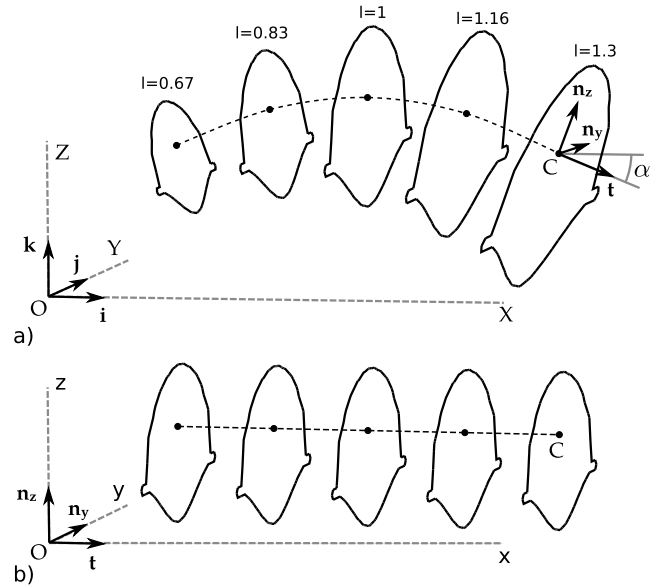 l=0.67
l=0.83
l=1
l=1.16
l=1.3
n_z
n_y
C
α
t
Z
Y
k
j
O
i
X
a)
z
y
n_z
n_y
C
O
t
x
b)